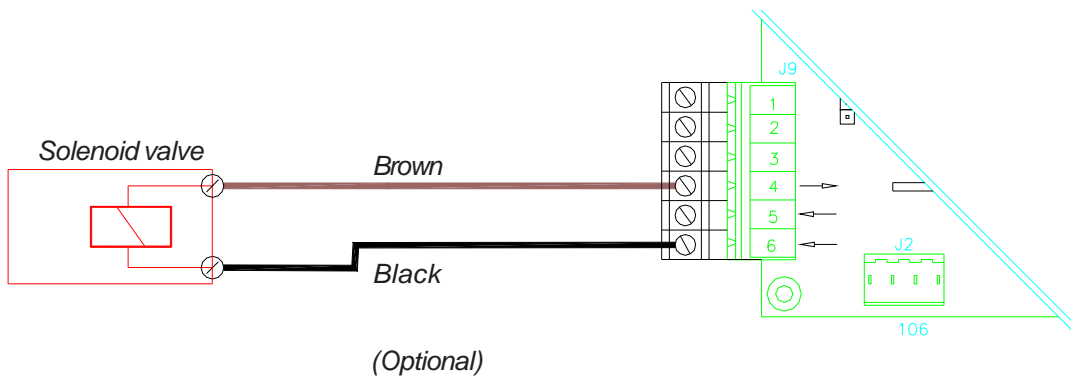 J9
1
2
Solenoid valve
Brown
3
4
5
6
J2
Black
106
(Optional)